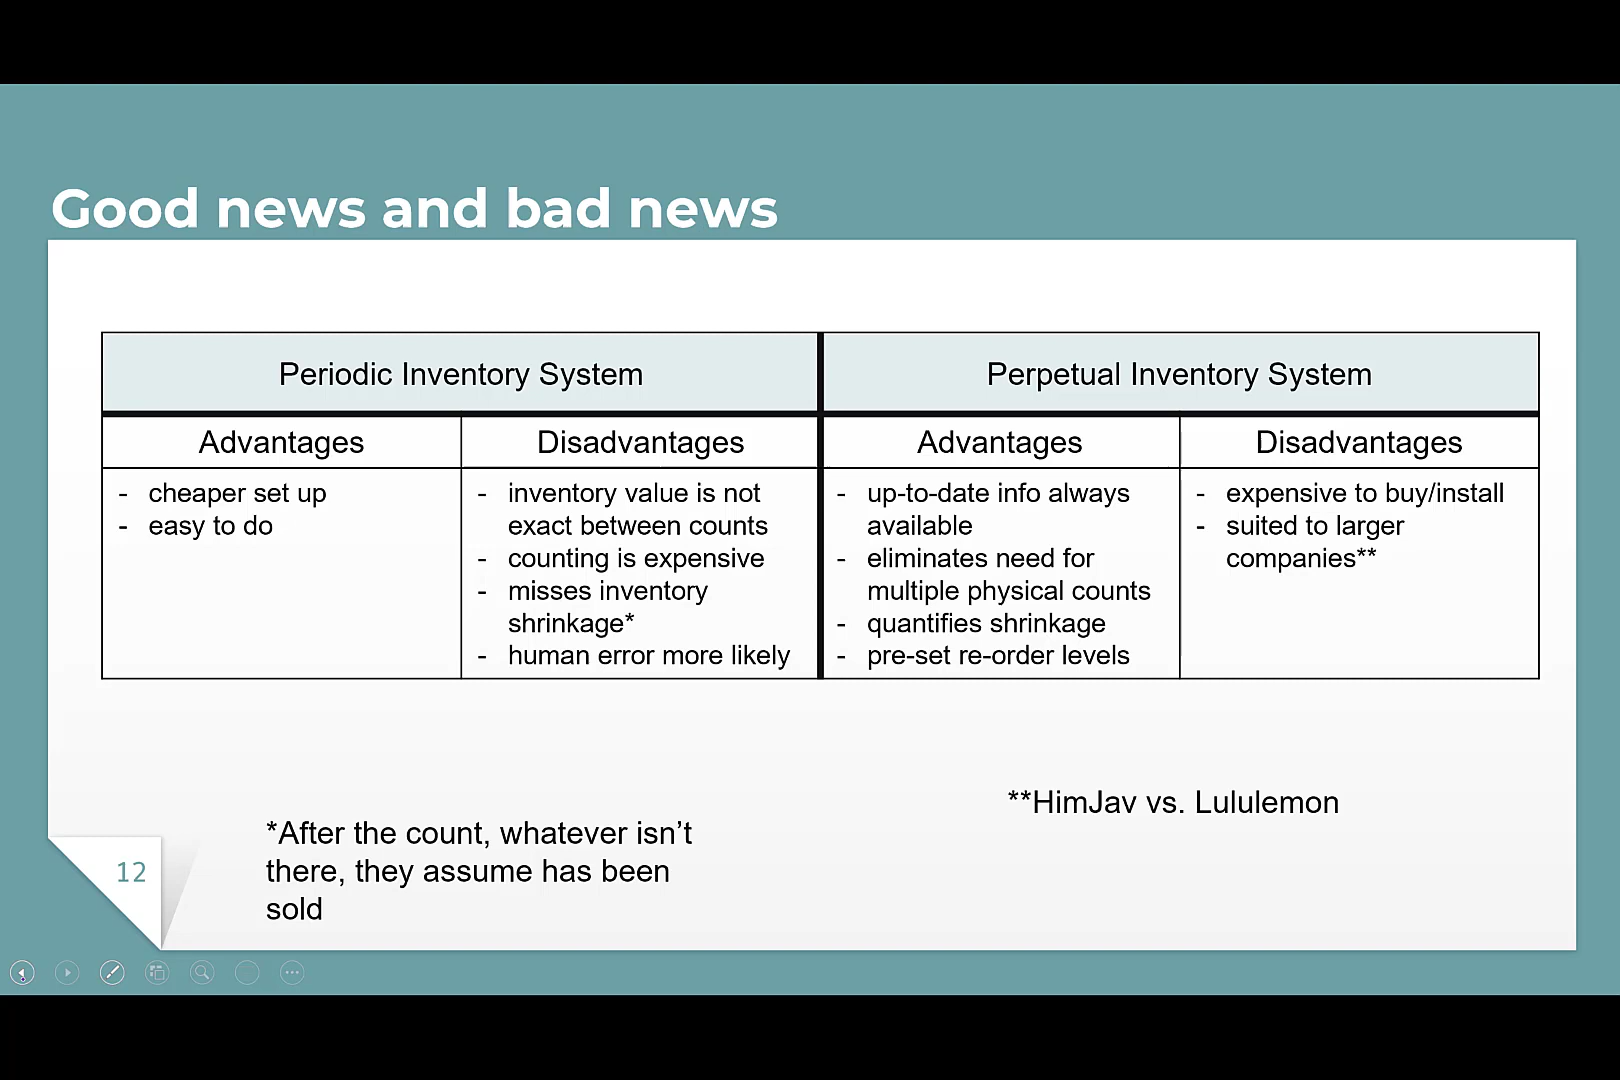 Good news and bad news
Periodic Inventory System
Perpetual Inventory System
Advantages
Disadvantages
Advantages
Disadvantages
- cheaper set up
- easy to do
- inventory value is not
exact between counts
- counting is expensive
- misses inventory
shrinkage*
- human error more likely
- up-to-date info always
available
- eliminates need for
multiple physical counts
- quantifies shrinkage
- pre-set re-order levels
- expensive to buy/install
- suited to larger
companies**
**HimJav vs. Lululemon
*After the count, whatever isn’t
there, they assume has been
sold
12